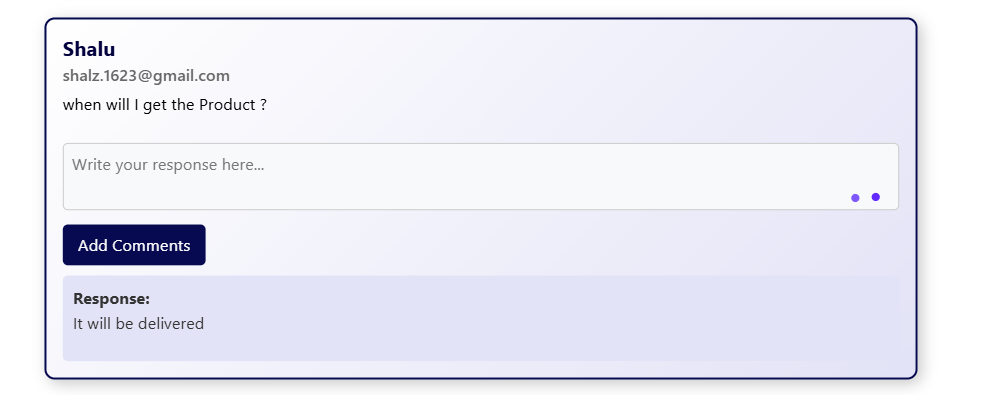 Shalu
shalz.1623@gmail.com
when will I get the Product ?
Write your response here...
Add Comments
Response:
It will be delivered